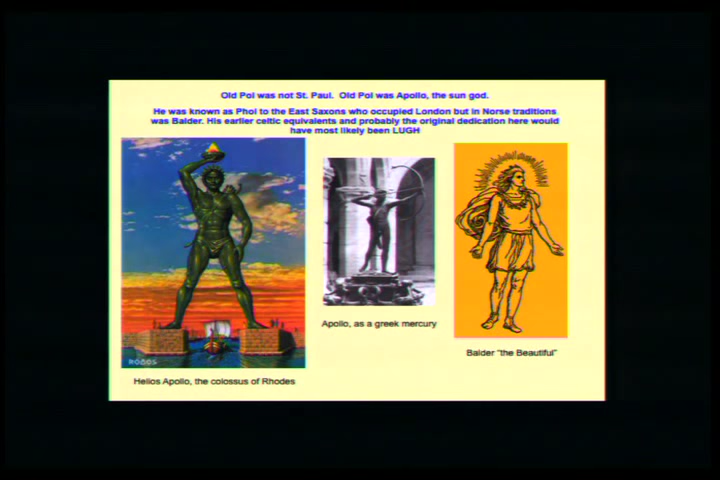 Old Pol was not St. Paul. Old Pol was Apollo, the sun god.
He was known as Phol to the East Saxons who occupied London but in Norse traditions
was Balder. His earlier celtic equivalents and probably the original dedication here would
have most likely been LUGH
RODOS
Apollo, as a greek mercury
Balder "the Beautiful"
Helios Apollo, the colossus of Rhodes